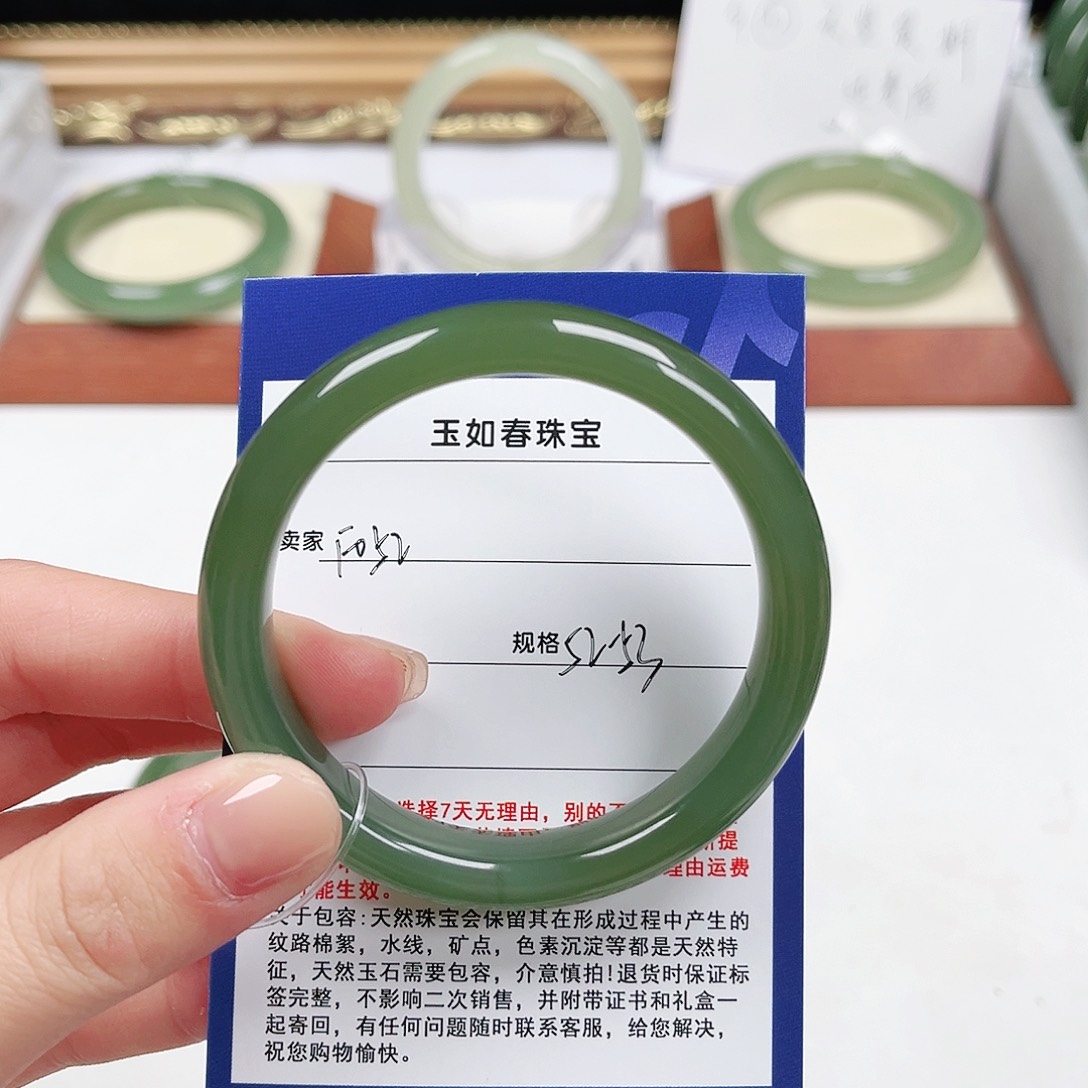 玉如春珠宝
卖家 F052
规格 52-53
选择7天无理由，别的
提
理由运费
能生效。
关于包容：天然珠宝会保留其在形成过程中产生的
纹路棉絮，水线，矿点，色素沉淀等都是天然特
征，天然玉石需要包容，介意慎拍！退货时保证标
签完整，不影响二次销售，并附带证书和礼盒一
起寄回，有任何问题随时联系客服，给您解决，
祝您购物愉快。